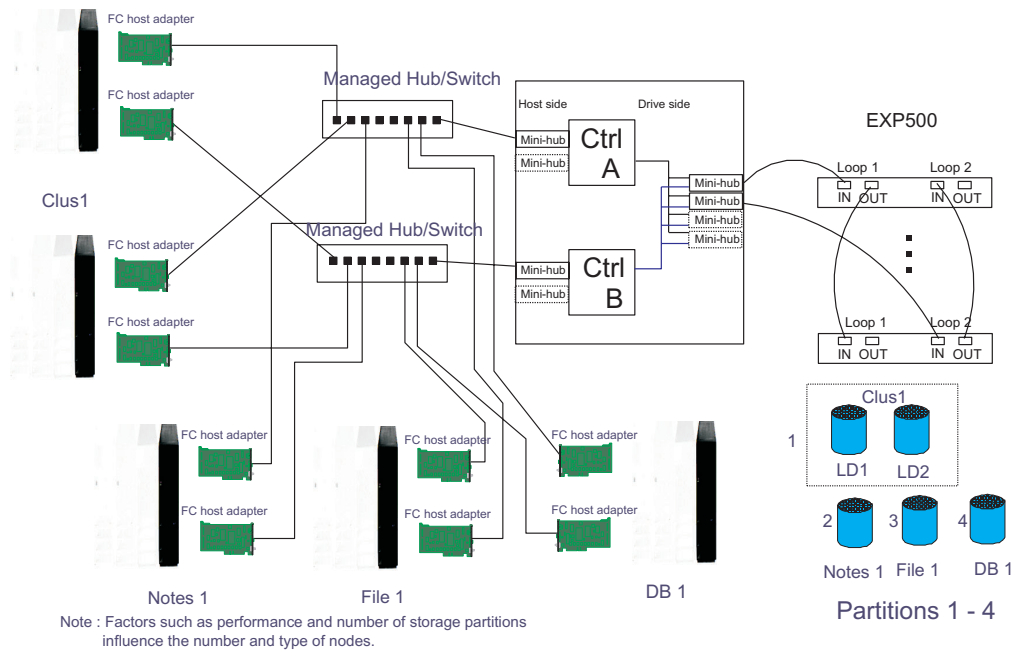 FC host adapter
FC host adapter
Clus1
FC host adapter
FC host adapter
Managed Hub/Switch
Managed Hub/Switch
Host side
Drive side
Mini-hub
Mini-hub
Ctrl
A
Mini-hub
Mini-hub
Mini-hub
Mini-hub
Mini-hub
Mini-hub
Ctrl
B
EXP500
Loop 1
Loop 2
IN OUT
IN OUT
Loop 1
Loop 2
IN OUT
IN OUT
FC host adapter
FC host adapter
Notes 1
FC host adapter
FC host adapter
File 1
FC host adapter
FC host adapter
DB 1
Clus1
1
LD1
LD2
2
3
4
Notes 1
File 1
DB 1
Partitions 1 - 4
Note : Factors such as performance and number of storage partitions
influence the number and type of nodes.